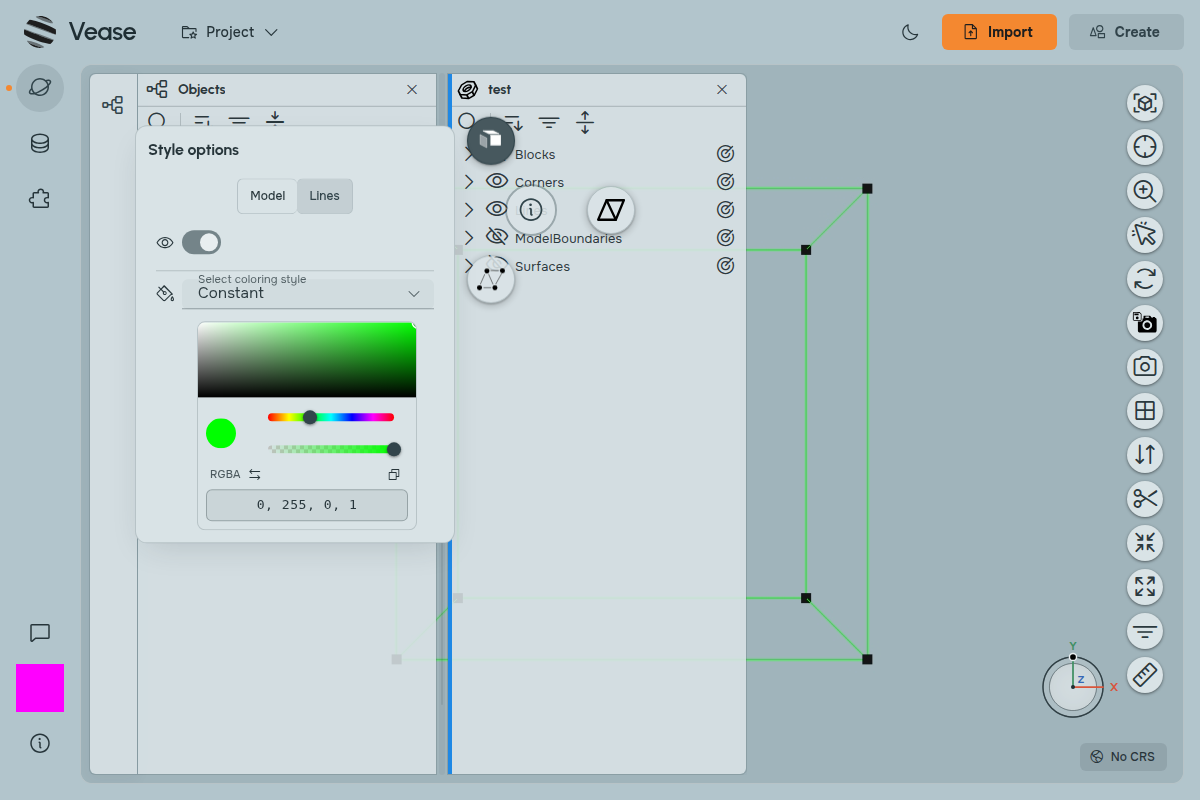 Vease
Project
Import
Create
Objects
test
Style options
Model
Lines
Select coloring style
Constant
RGBA
0, 255, 0, 1
Blocks
Corners
ModelBoundaries
Surfaces
Y
Z
X
No CRS